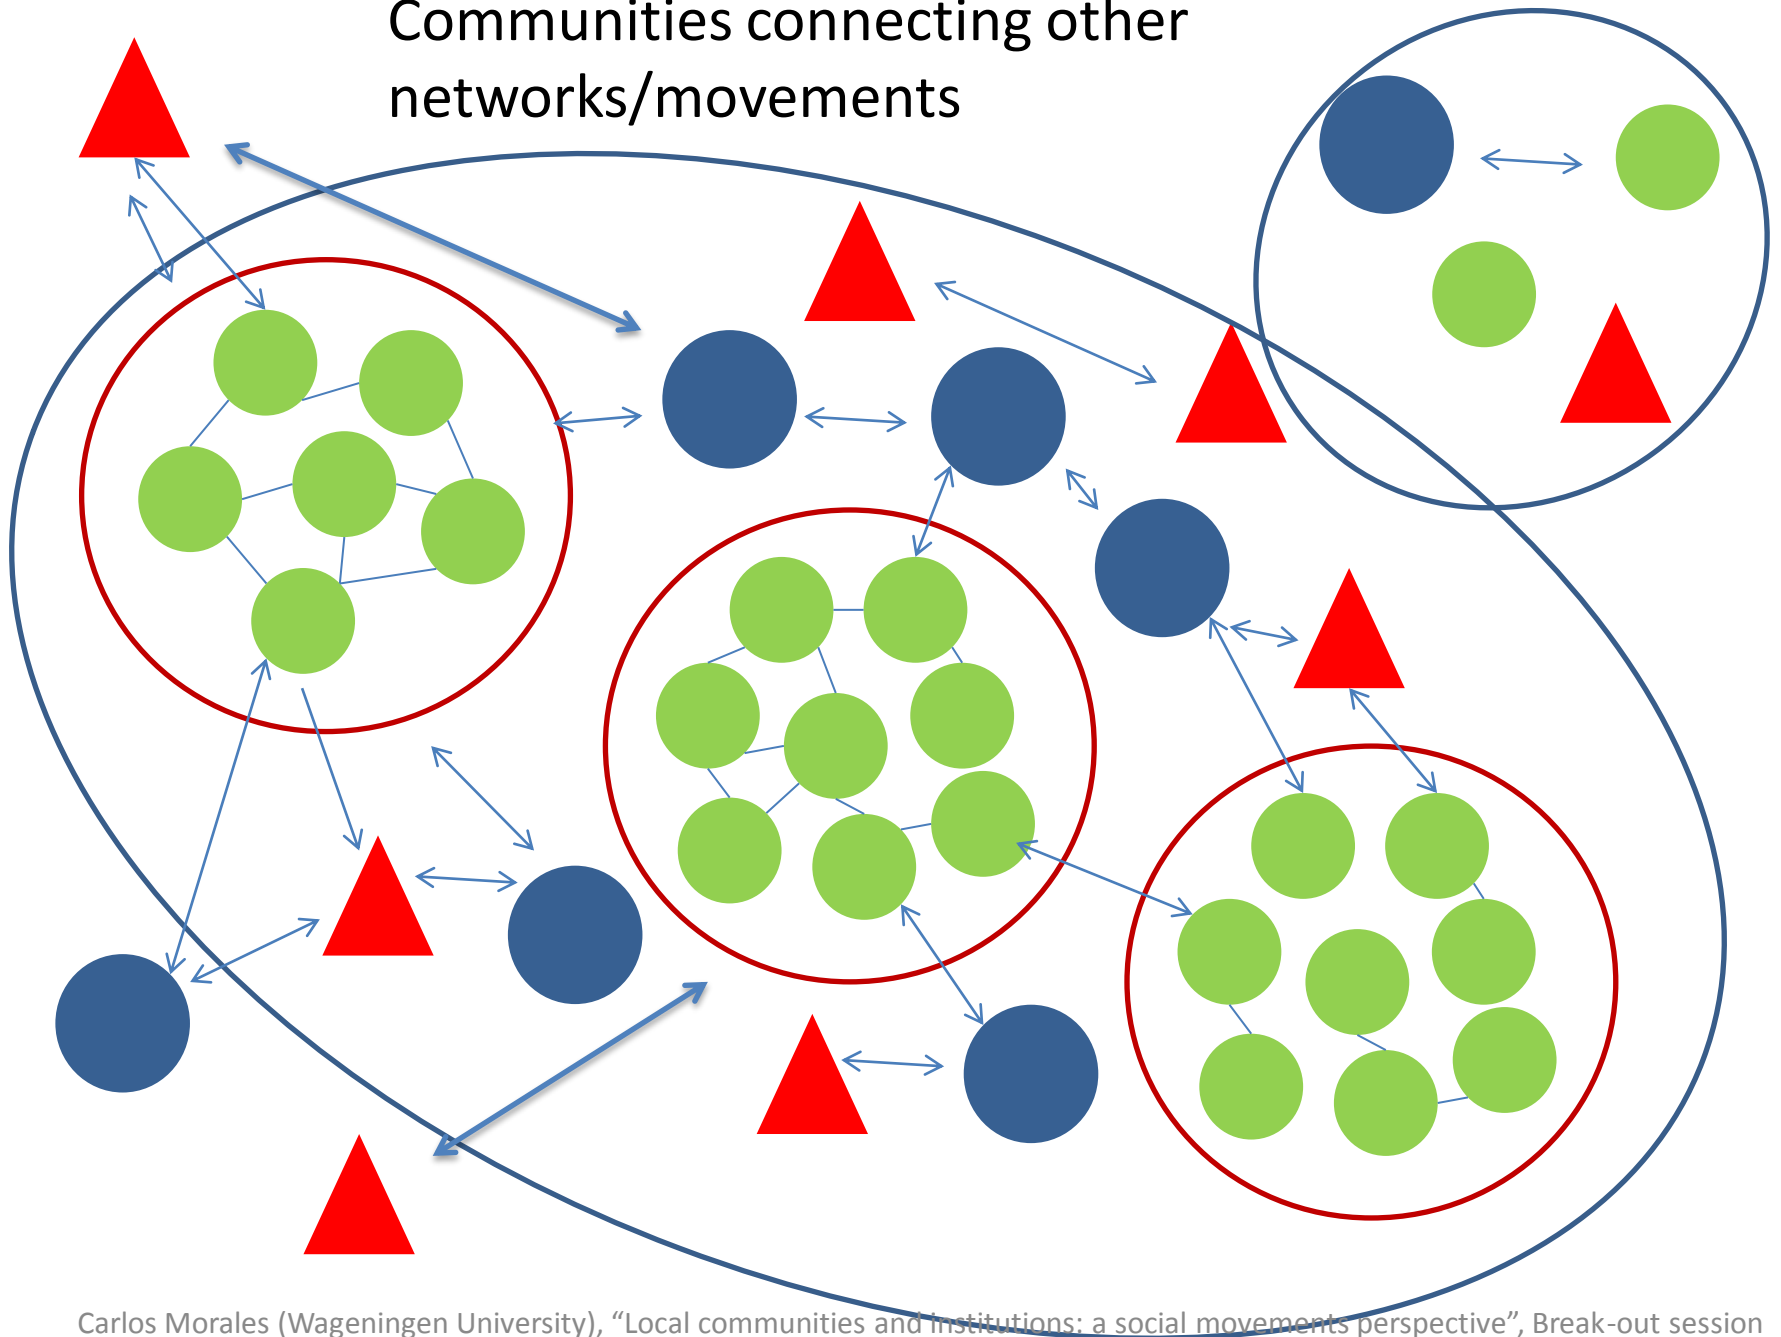 Communities connecting other
networks/movements
Carlos Morales (Wageningen University), “Local communities and institutions: a social movements perspective”, Break-out session